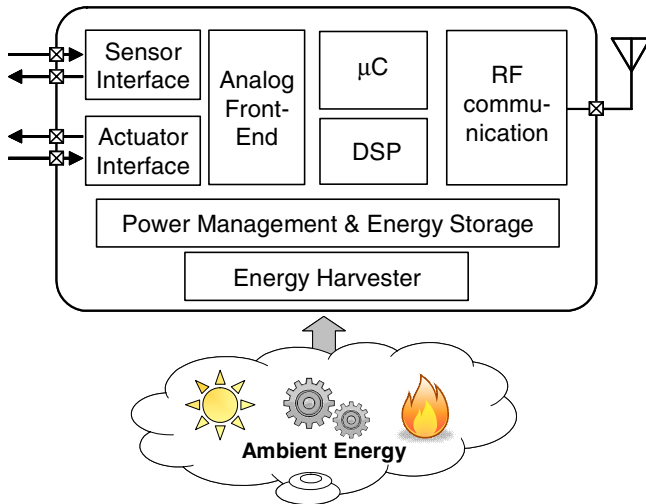 Sensor
Interface
Analog
Front-
End
μC
RF
commu-
nication
Actuator
Interface
DSP
Power Management & Energy Storage
Energy Harvester
Ambient Energy